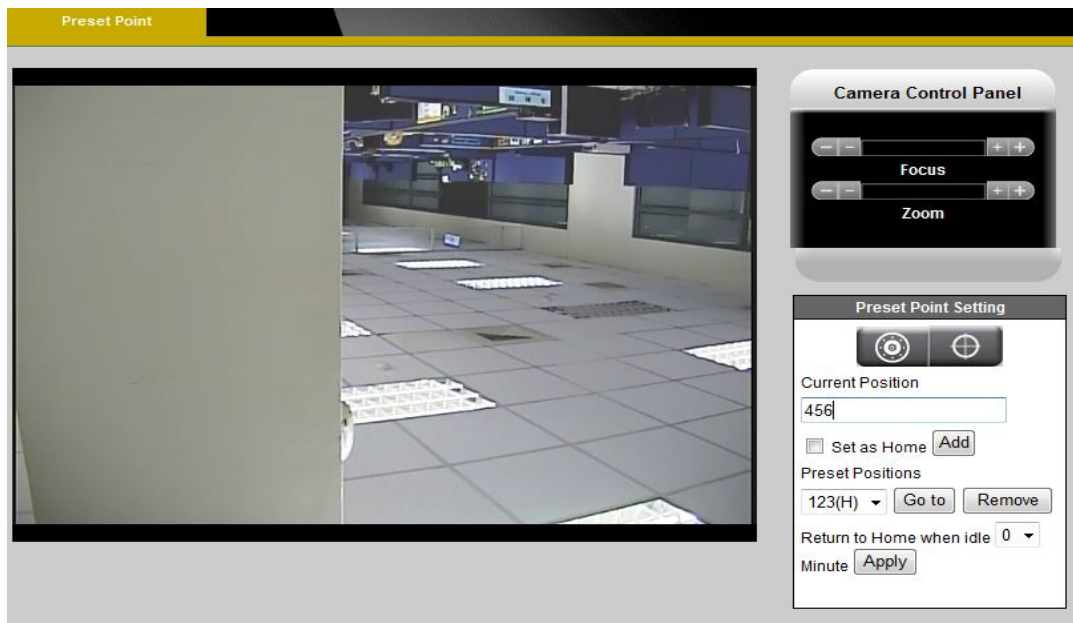 Preset Point
Camera Control Panel
Focus
Zoom
Preset Point Setting
Current Position
456
Set as Home Add
Preset Positions
123(H) Go to Remove
Return to Home when idle 0
Minute Apply